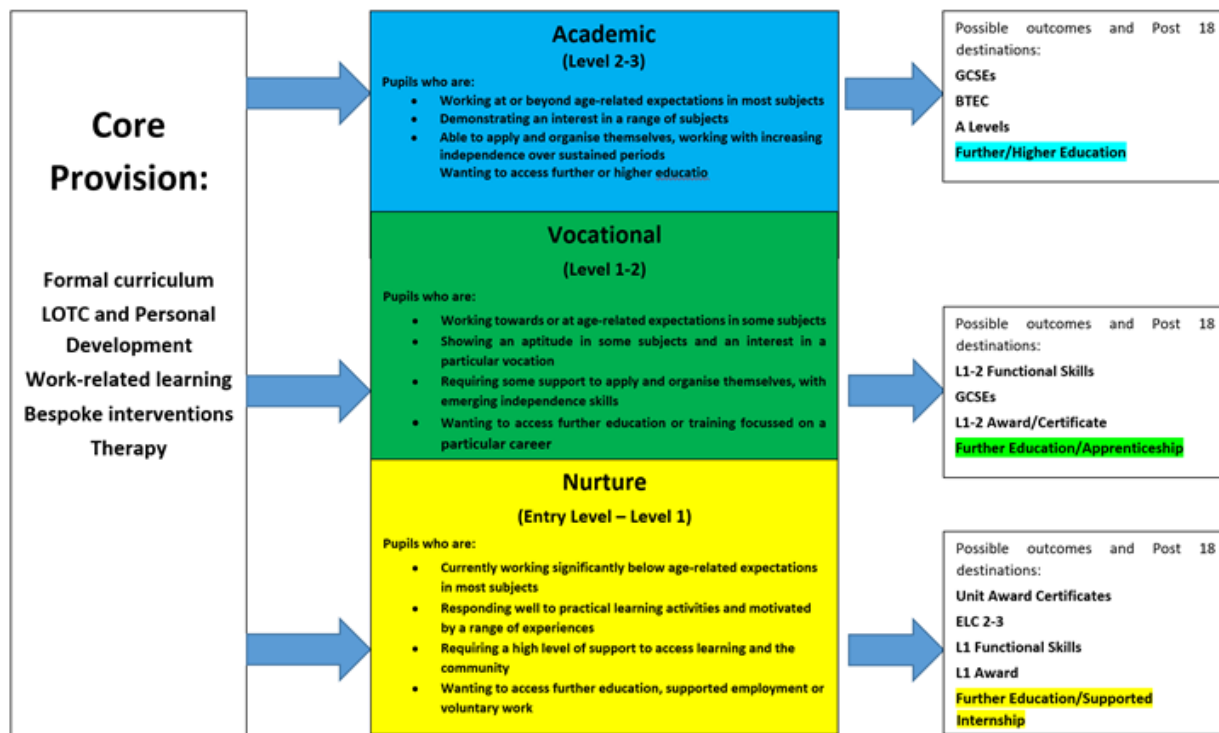 Core
Provision:
Formal curriculum
LOTC and Personal
Development
Work-related learning
Bespoke interventions
Therapy
Academic
(Level 2-3)
Pupils who are:
• Working at or beyond age-related expectations in most subjects
• Demonstrating an interest in a range of subjects
• Able to apply and organise themselves, working with increasing
independence over sustained periods
Wanting to access further or higher educatio
Possible outcomes and Post 18
destinations:
GCSEs
BTEC
A Levels
Further/Higher Education
Vocational
(Level 1-2)
Pupils who are:
• Working towards or at age-related expectations in some subjects
• Showing an aptitude in some subjects and an interest in a
particular vocation
• Requiring some support to apply and organise themselves, with
emerging independence skills
• Wanting to access further education or training focussed on a
particular career
Possible outcomes and Post 18
destinations:
L1-2 Functional Skills
GCSEs
L1-2 Award/Certificate
Further Education/Apprenticeship
Nurture
(Entry Level – Level 1)
Pupils who are:
• Currently working significantly below age-related expectations
in most subjects
• Responding well to practical learning activities and motivated
by a range of experiences
• Requiring a high level of support to access learning and the
community
• Wanting to access further education, supported employment or
voluntary work
Possible outcomes and Post 18
destinations:
Unit Award Certificates
ELC 2-3
L1 Functional Skills
L1 Award
Further Education/Supported
Internship